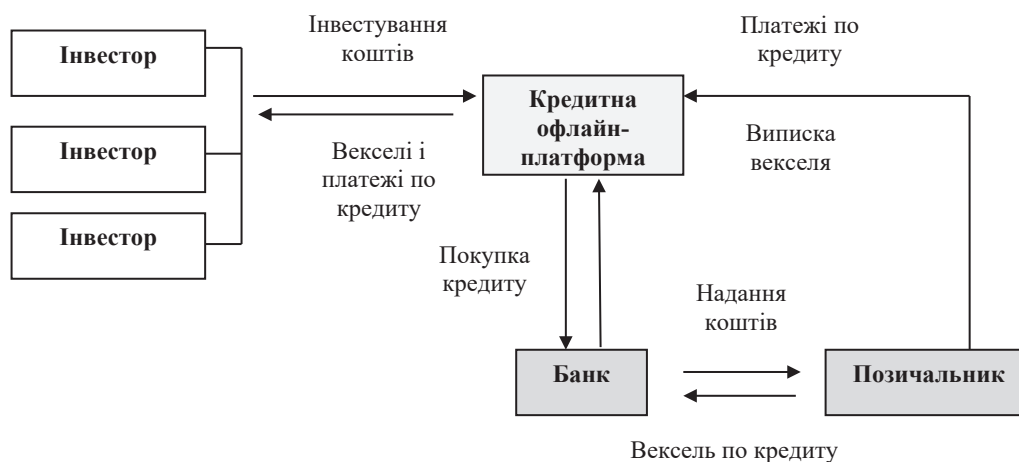 Інвестування
коштів
Платежі по
кредиту
Інвестор
Інвестор
Інвестор
Кредитна
офлайн-
платформа
Векселі і
платежі по
кредиту
Виписка
векселя
Покупка
кредиту
Надання
коштів
Банк
Позичальник
Вексель по кредиту